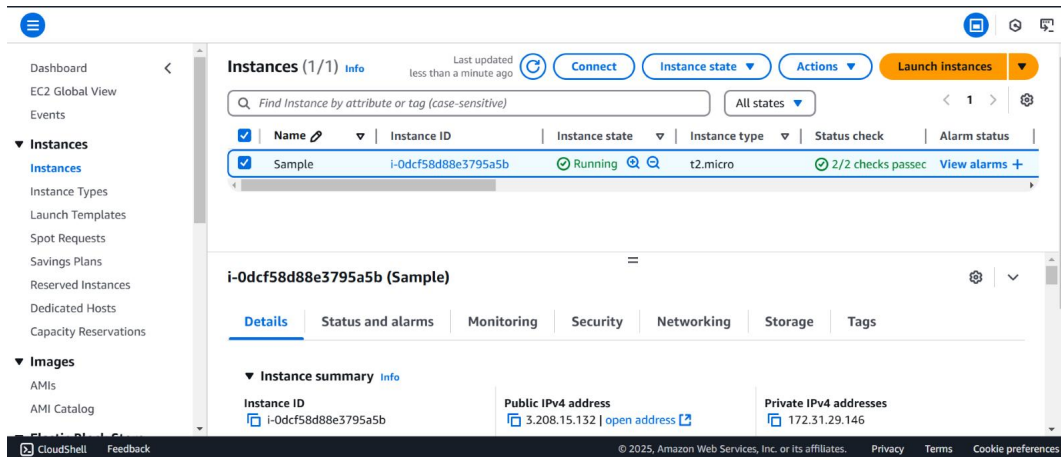 Dashboard
EC2 Global View
Events
Instances
Instances
Instance Types
Launch Templates
Spot Requests
Savings Plans
Reserved Instances
Dedicated Hosts
Capacity Reservations
Images
AMIs
AMI Catalog
Instances (1/1) Info
Last updated
less than a minute ago
Connect
Instance state
Actions
Launch instances
Find Instance by attribute or tag (case-sensitive)
All states
1
Name Instance ID Instance state Instance type Status check Alarm status
Sample i-0dcf58d88e3795a5b Running t2.micro 2/2 checks passec View alarms +
i-0dcf58d88e3795a5b (Sample)
Details Status and alarms Monitoring Security Networking Storage Tags
Instance summary Info
Instance ID Public IPv4 address Private IPv4 addresses
i-0dcf58d88e3795a5b 3.208.15.132 | open address 172.31.29.146
CloudShell Feedback © 2025, Amazon Web Services, Inc. or its affiliates. Privacy Terms Cookie preferences